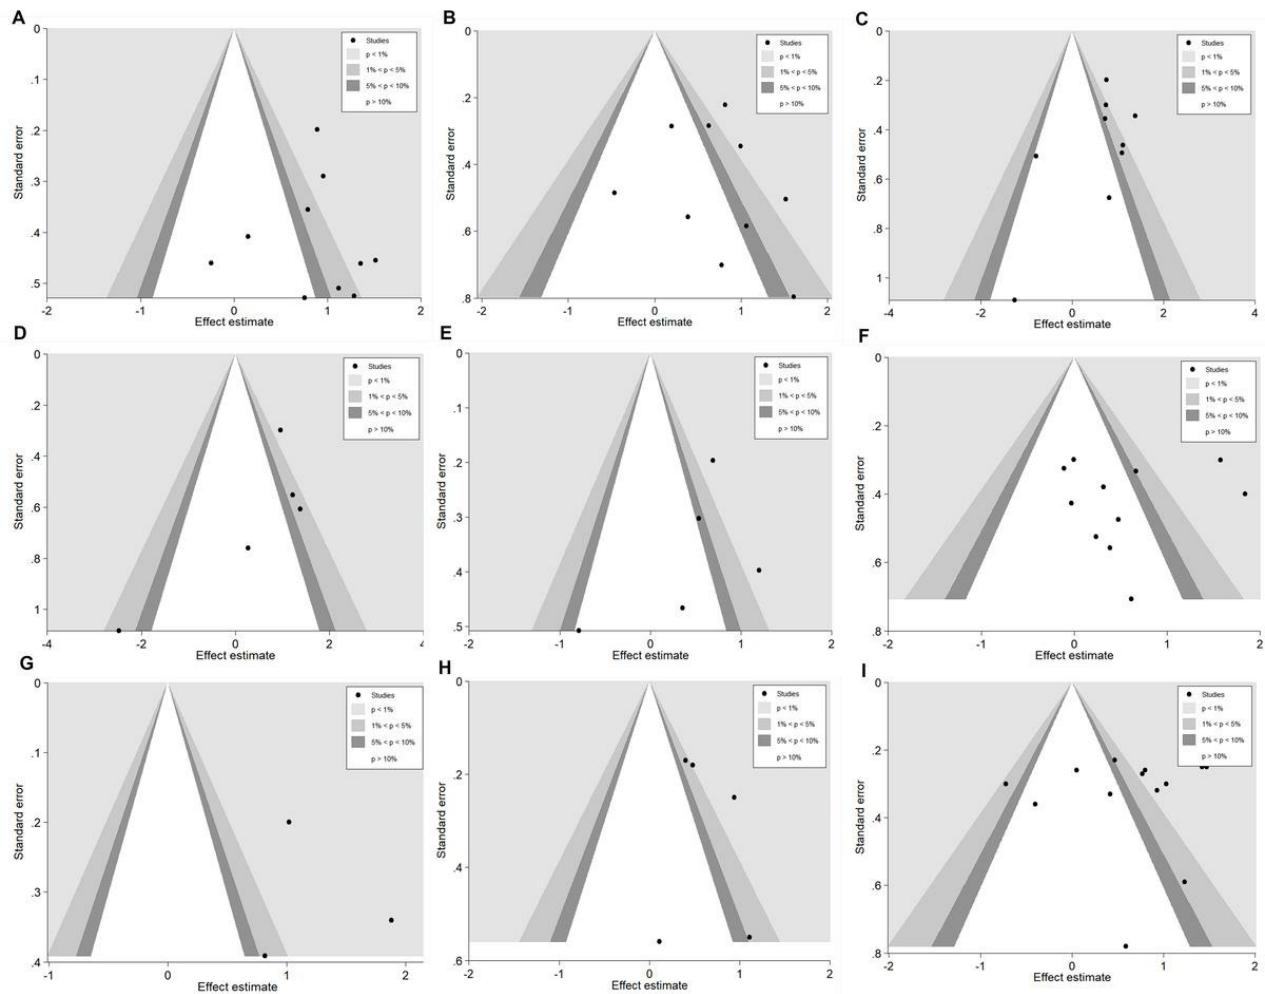 A
0
.1
.2
.3
.4
.5
Standard error
-2
-1
0
1
2
Effect estimate
Studies
p < 1%
1% < p < 5%
5% < p < 10%
p > 10%
B
0
.2
.4
.6
.8
Standard error
-2
-1
0
1
2
Effect estimate
Studies
p < 1%
1% < p < 5%
5% < p < 10%
p > 10%
C
0
.2
.4
.6
.8
1
Standard error
-4
-2
0
2
4
Effect estimate
Studies
p < 1%
1% < p < 5%
5% < p < 10%
p > 10%
D
0
.2
.4
.6
.8
1
Standard error
-4
-2
0
2
4
Effect estimate
Studies
p < 1%
1% < p < 5%
5% < p < 10%
p > 10%
E
0
.1
.2
.3
.4
.5
Standard error
-2
-1
0
1
2
Effect estimate
Studies
p < 1%
1% < p < 5%
5% < p < 10%
p > 10%
F
0
.2
.4
.6
.8
Standard error
-2
-1
0
1
2
Effect estimate
Studies
p < 1%
1% < p < 5%
5% < p < 10%
p > 10%
G
0
.1
.2
.3
.4
Standard error
-1
0
1
2
Effect estimate
Studies
p < 1%
1% < p < 5%
5% < p < 10%
p > 10%
H
0
.2
.4
.6
Standard error
-2
-1
0
1
2
Effect estimate
Studies
p < 1%
1% < p < 5%
5% < p < 10%
p > 10%
I
0
.2
.4
.6
.8
Standard error
-2
-1
0
1
2
Effect estimate
Studies
p < 1%
1% < p < 5%
5% < p < 10%
p > 10%